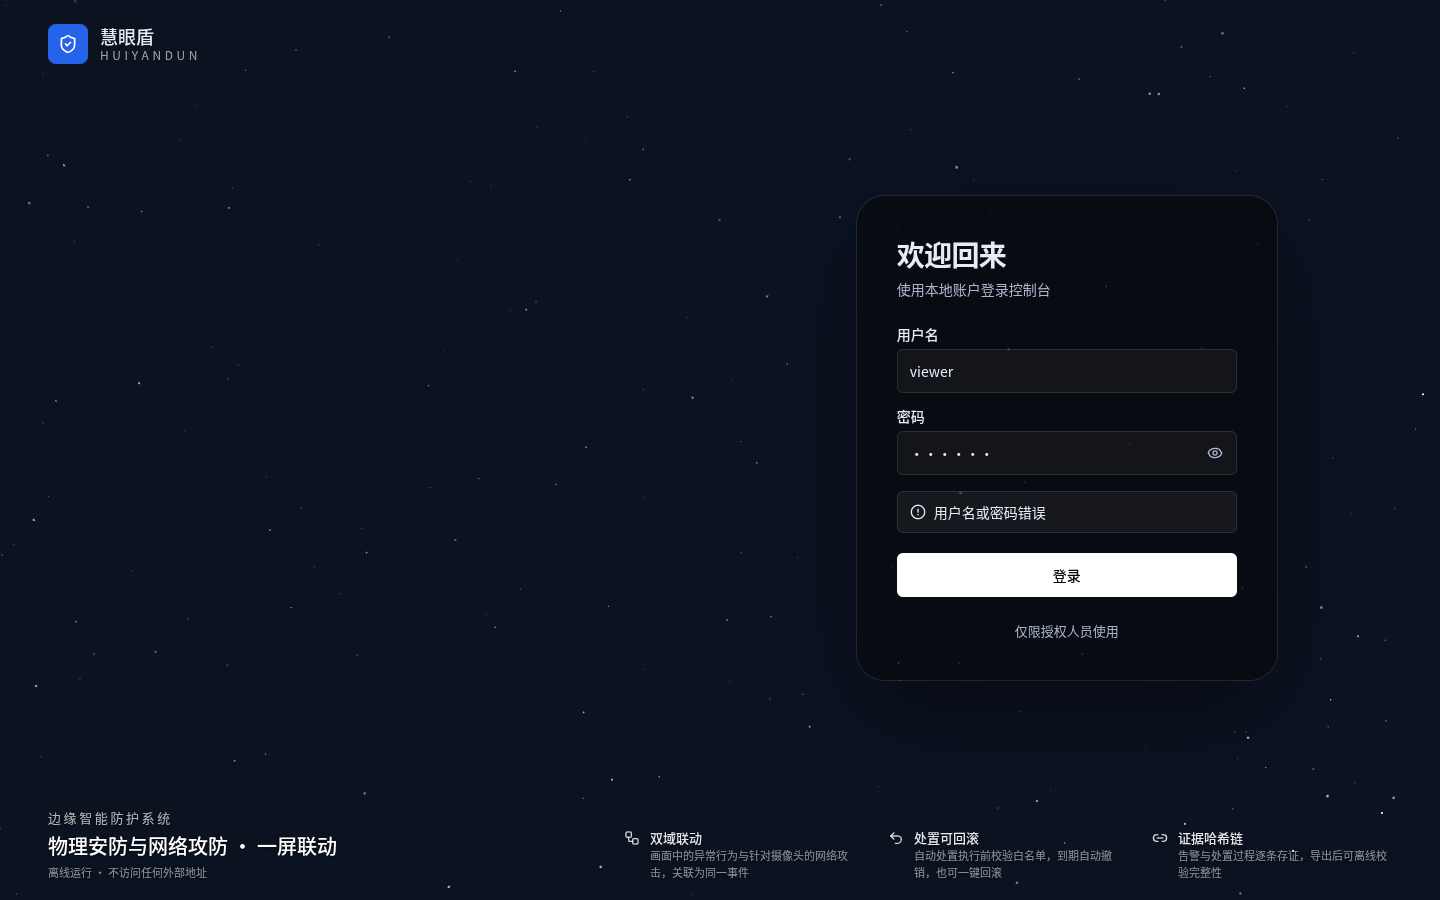 慧眼盾
HUIYANDUN
欢迎回来
使用本地账户登录控制台
用户名
viewer
密码
••••••
用户名或密码错误
登录
仅限授权人员使用
边缘智能防护系统
物理安防与网络攻防 · 一屏联动
离线运行 · 不访问任何外部地址
双域联动
画面中的异常行为与针对摄像头的网络攻
击，关联为同一事件
处置可回滚
自动处置执行前校验白名单，到期自动撤
销，也可一键回滚
证据哈希链
告警与处置过程逐条存证，导出后可离线校
验完整性